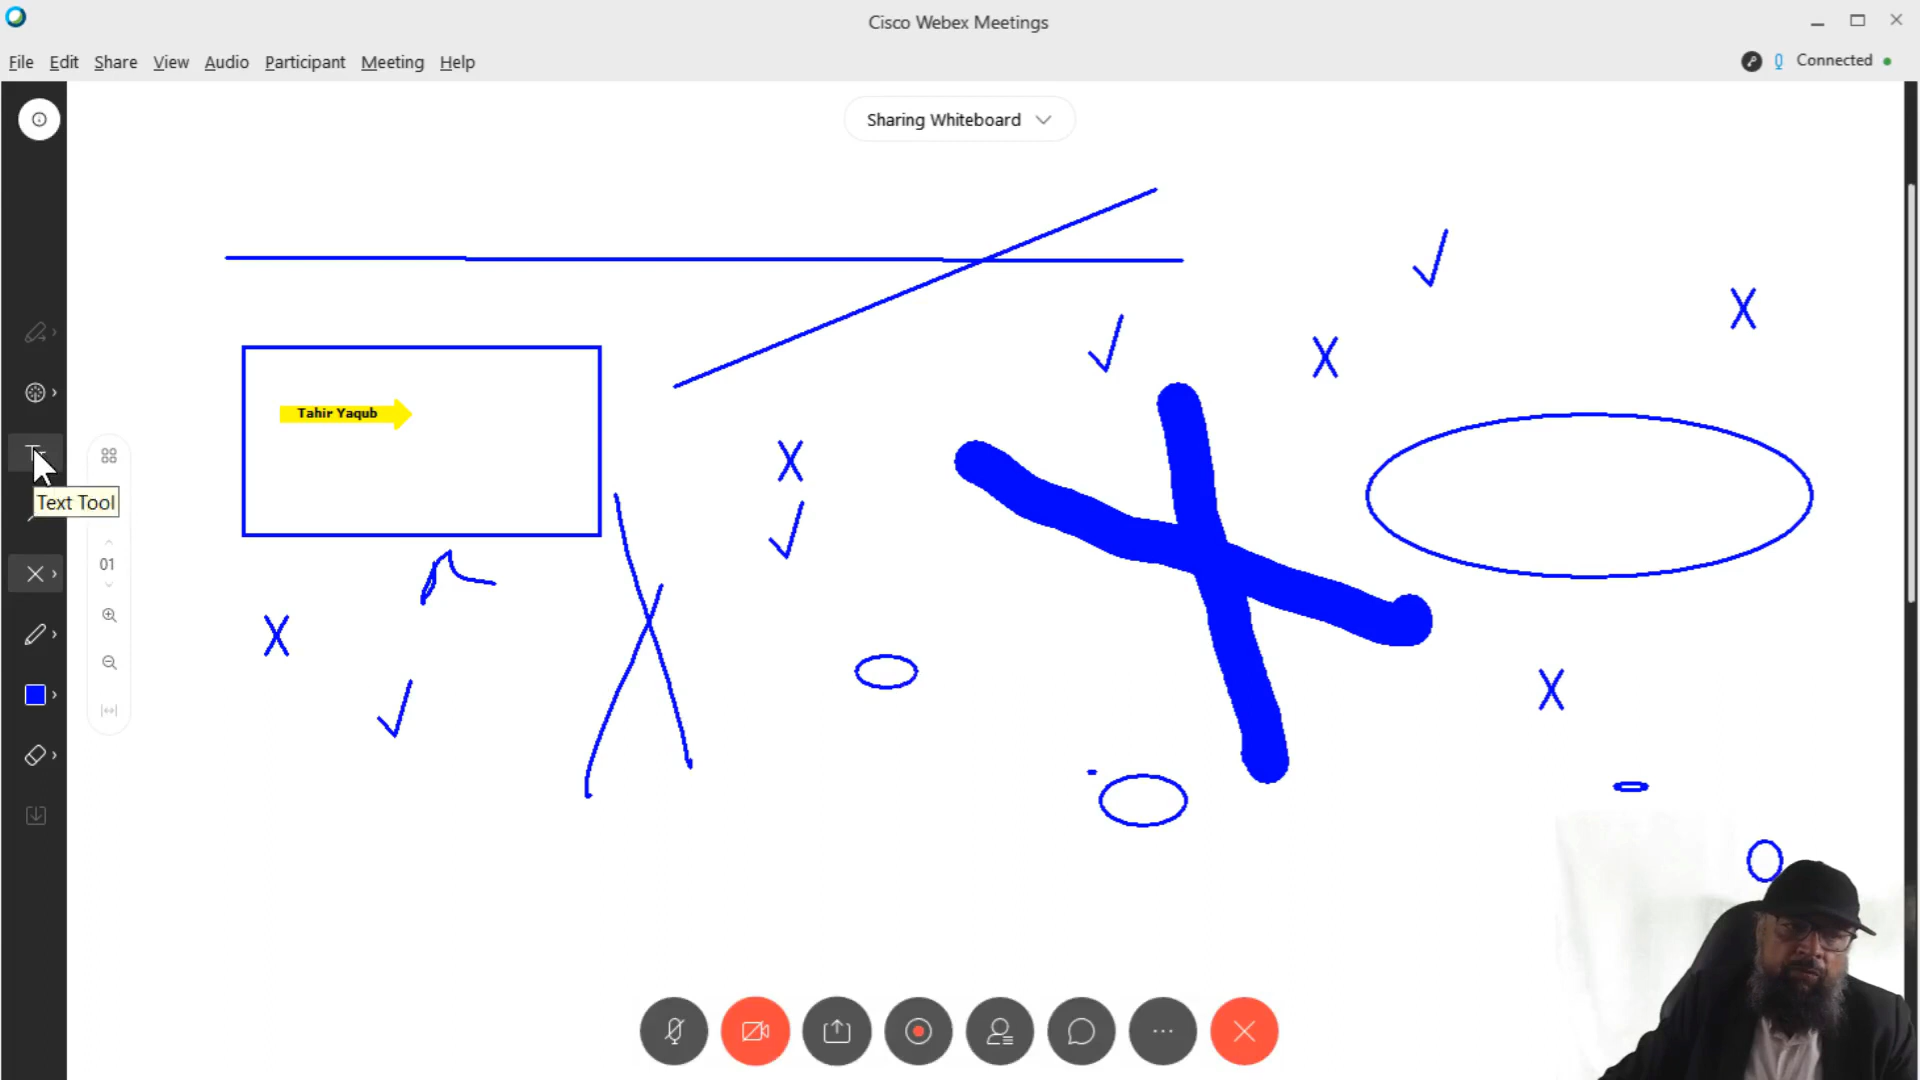 Cisco Webex Meetings
File Edit Share View Audio Participant Meeting Help
Connected
Sharing Whiteboard
Tahir Yaqub
Text Tool
01